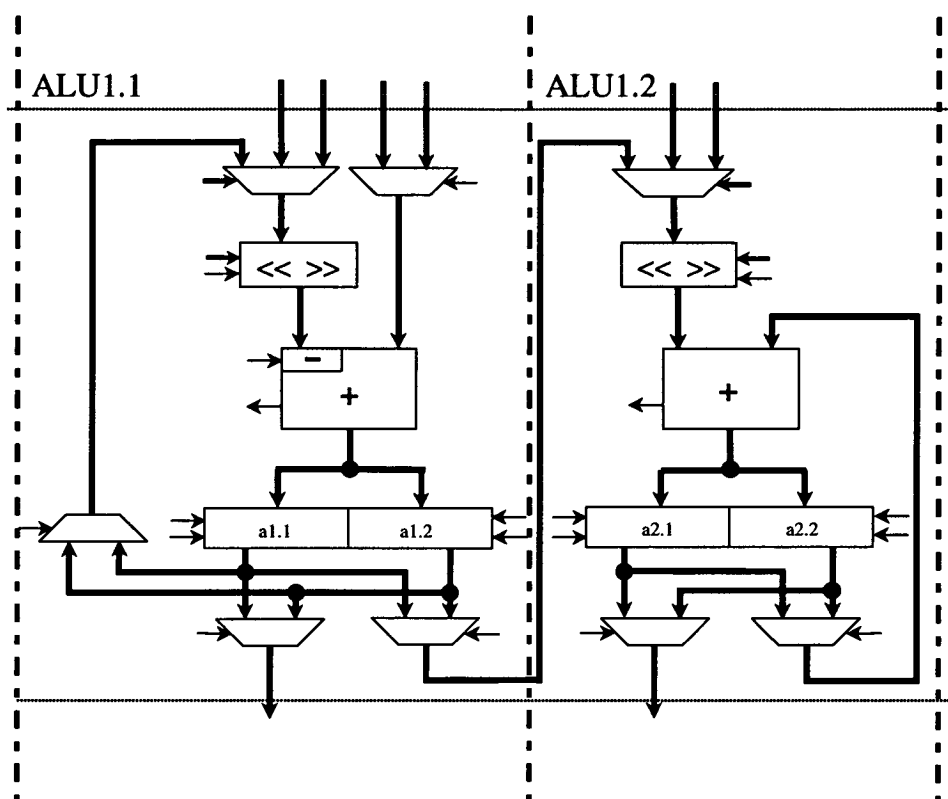 ALU1.1
ALU1.2
<< >>
<< >>
-
+
+
a1.1
a1.2
a2.1
a2.2